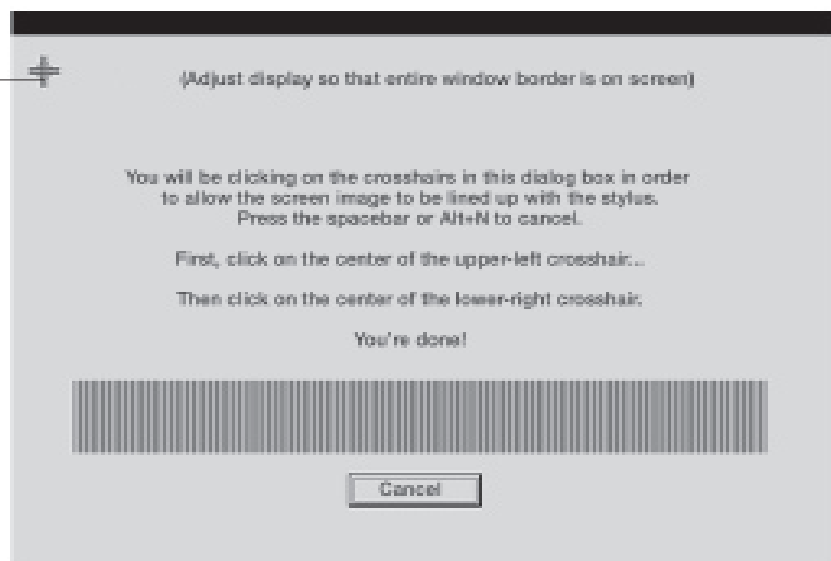 (Adjust display so that entire window border is on screen)
You will be clicking on the crosshairs in this dialog box in order
to allow the screen image to be lined up with the stylus.
Press the spacebar or Alt+N to cancel.
First, click on the center of the upper-left crosshair...
Then click on the center of the lower-right crosshair.
You're done!
Cancel